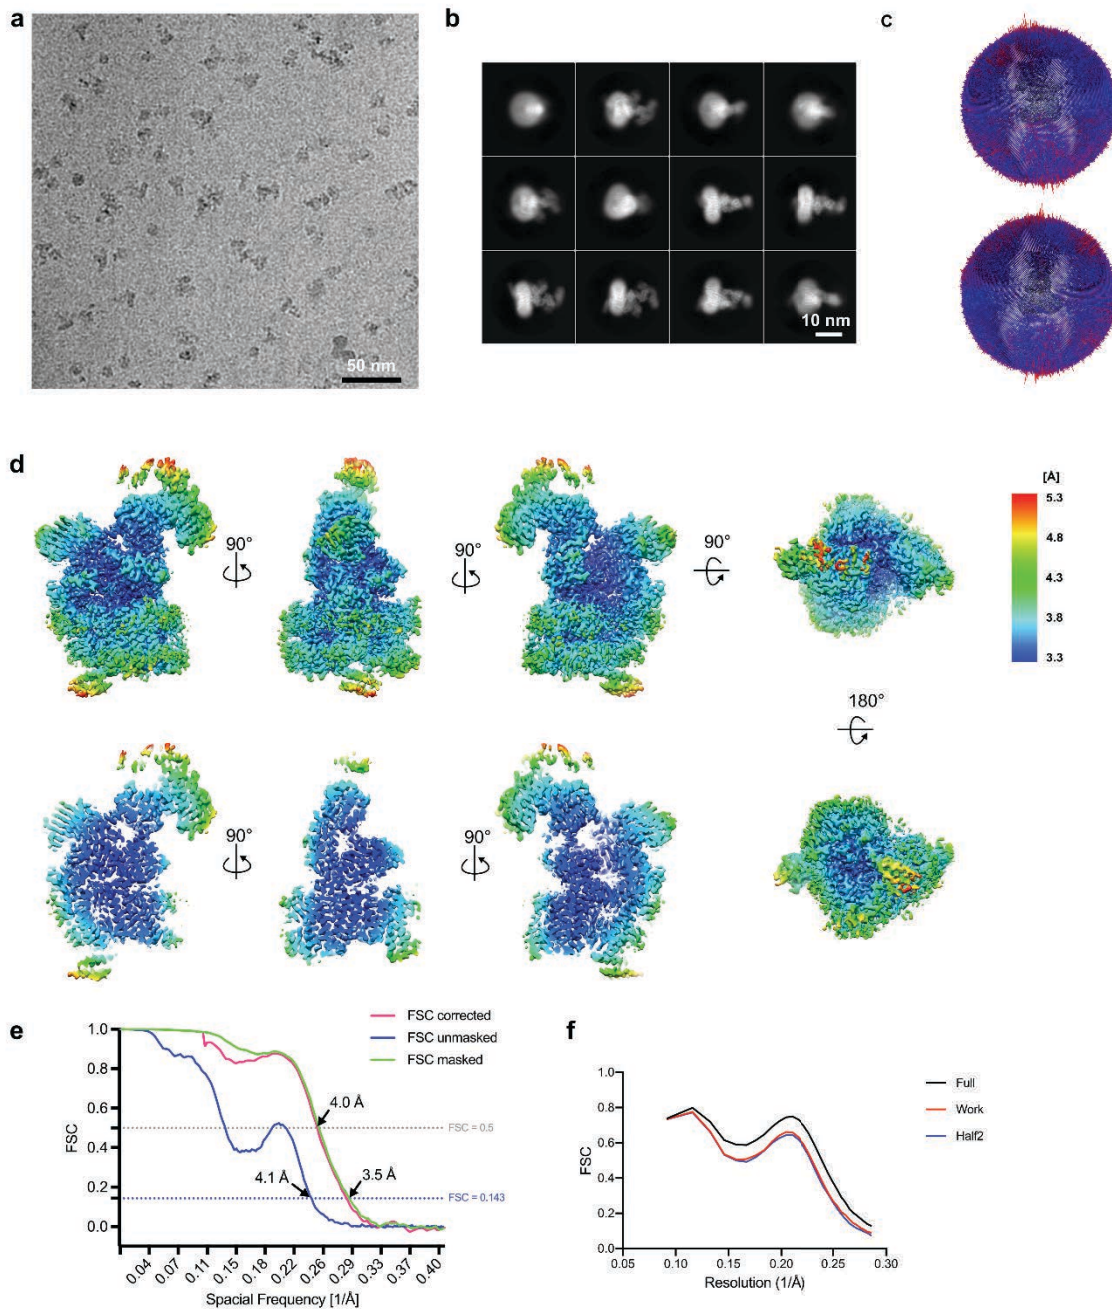 a
b
c
50 nm
10 nm
d
[Å]
5.3
4.8
4.3
3.8
3.3
90°
90°
90°
180°
90°
90°
e
FSC corrected
FSC unmasked
FSC masked
1.0
0.8
0.6
0.4
0.2
0.0
FSC
4.0 Å
4.1 Å
3.5 Å
FSC = 0.5
FSC = 0.143
0.04 0.07 0.11 0.15 0.18 0.22 0.26 0.29 0.33 0.37 0.40
Spacial Frequency [1/Å]
f
1.0
0.8
0.6
0.4
0.2
0.0
FSC
0.05 0.10 0.15 0.20 0.25 0.30
Resolution (1/Å)
Full
Work
Half2